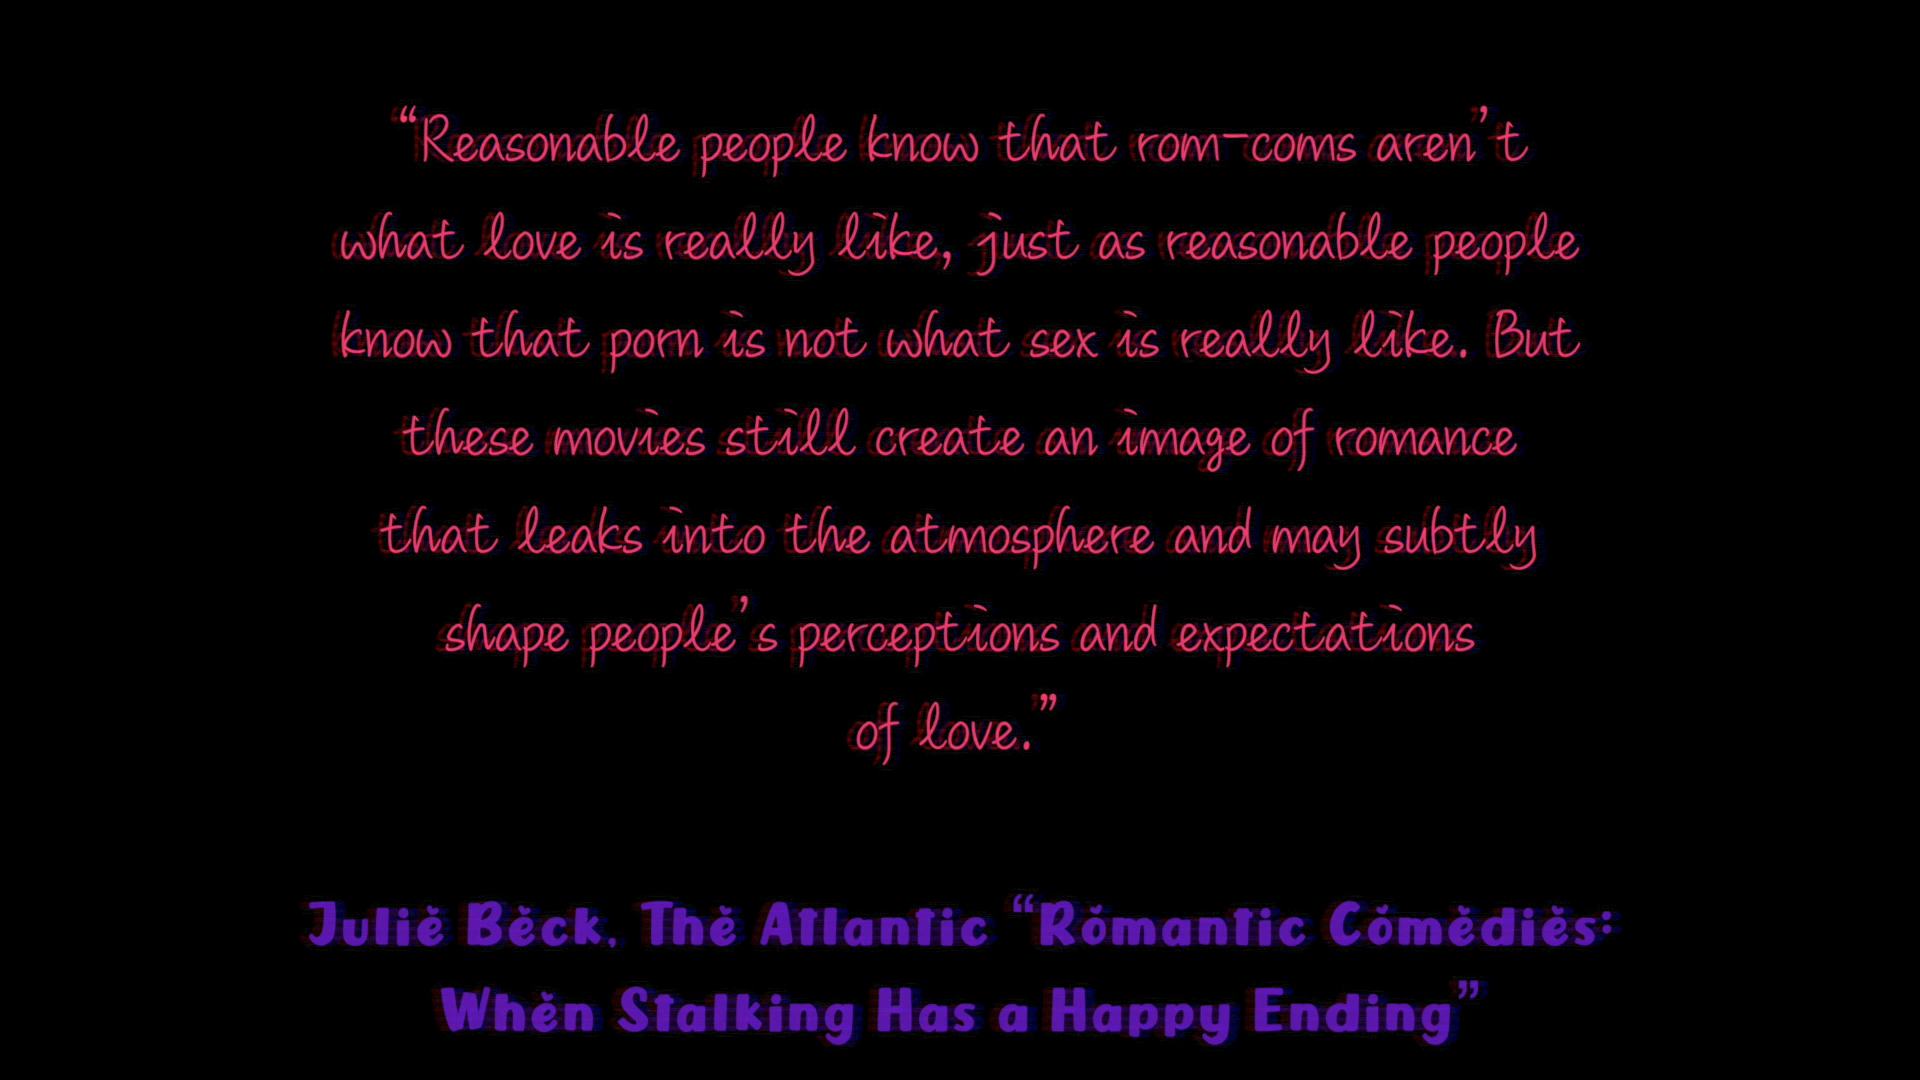 “Reasonable people know that rom-coms aren’t
what love is really like, just as reasonable people
know that porn is not what sex is really like. But
these movies still create an image of romance
that leaks into the atmosphere and may subtly
shape people’s perceptions and expectations
of love.”
Julie Beck, The Atlantic “Romantic Comedies:
When Stalking Has a Happy Ending”